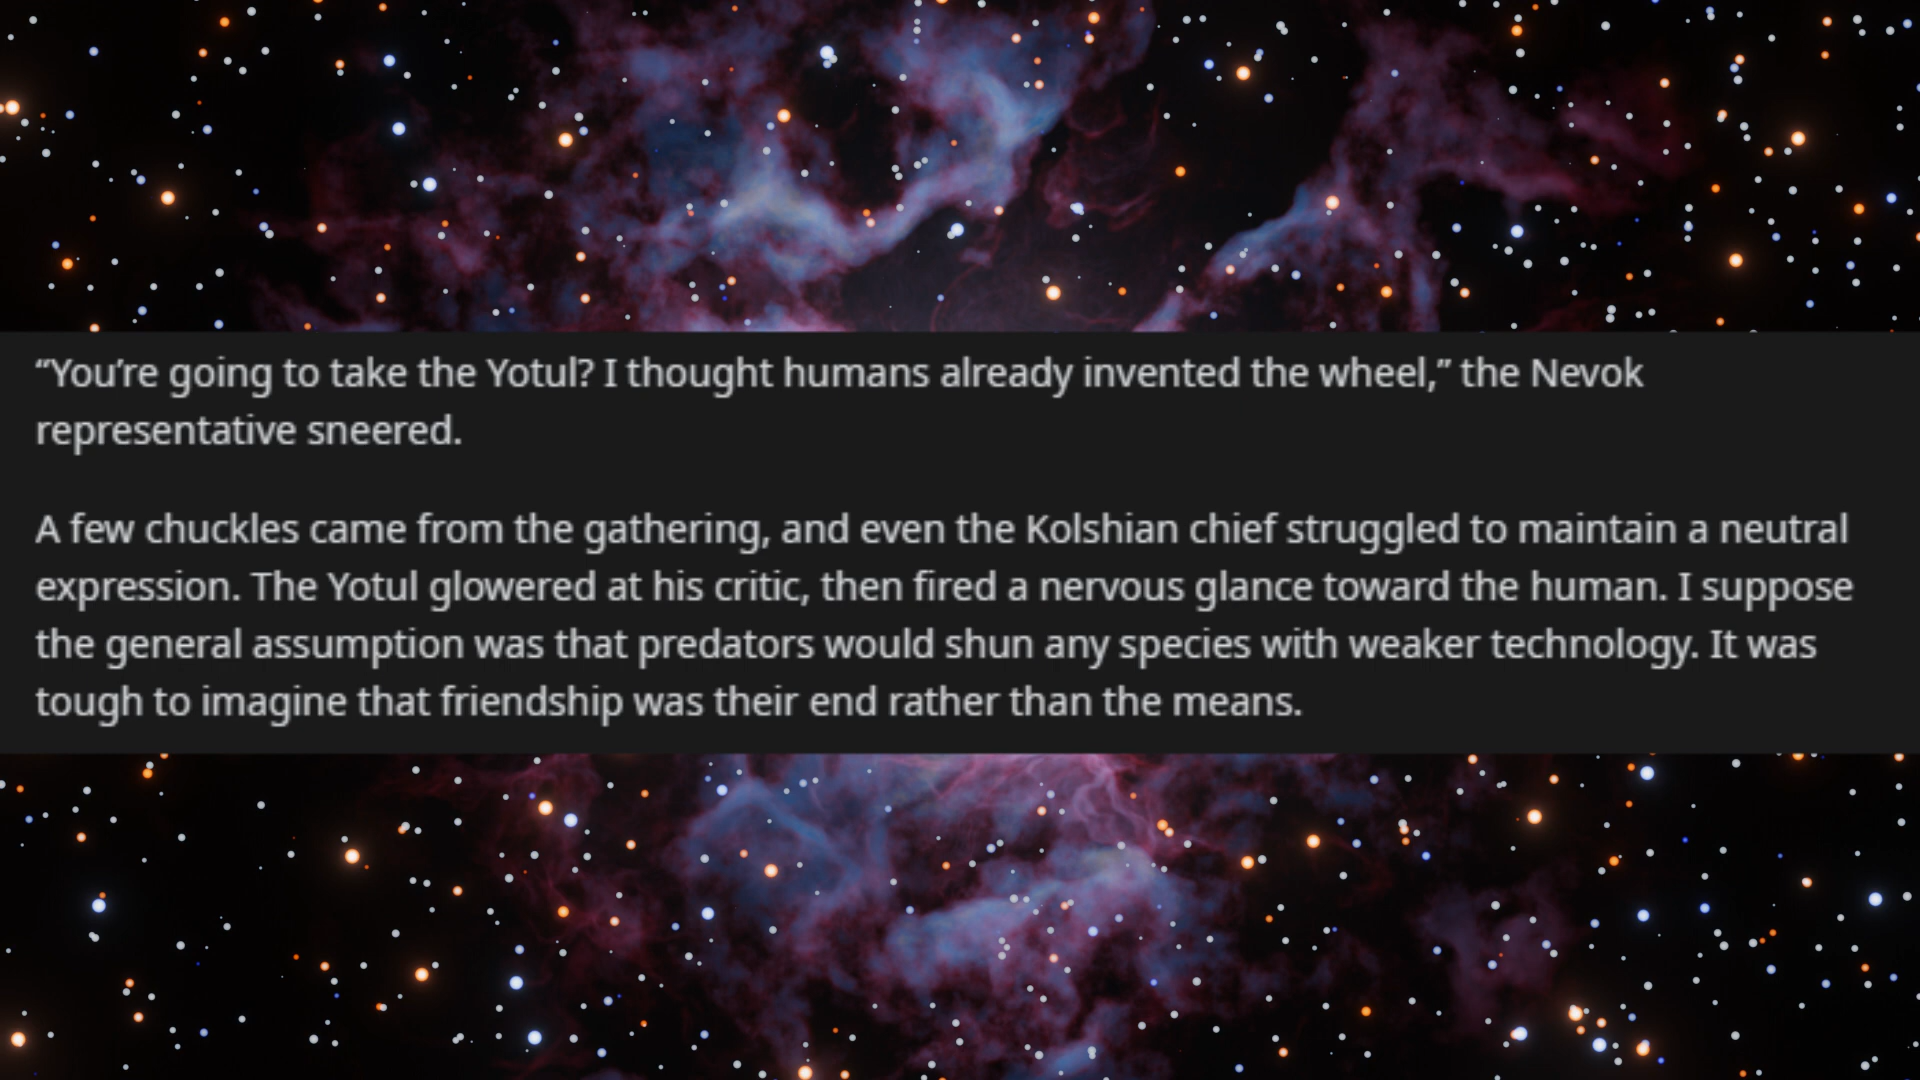 “You’re going to take the Yotul? I thought humans already invented the wheel,” the Nevok
representative sneered.
A few chuckles came from the gathering, and even the Kolshian chief struggled to maintain a neutral
expression. The Yotul glowered at his critic, then fired a nervous glance toward the human. I suppose
the general assumption was that predators would shun any species with weaker technology. It was
tough to imagine that friendship was their end rather than the means.